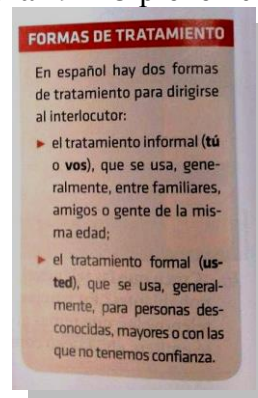 FORMAS DE TRATAMIENTO
En español hay dos formas
de tratamiento para dirigirse
al interlocutor:
► el tratamiento informal (tú
o vos), que se usa, gene-
ralmente, entre familiares,
amigos o gente de la mis-
ma edad;
► el tratamiento formal (us-
ted), que se usa, general-
mente, para personas des-
conocidas, mayores o con las
que no tenemos confianza.